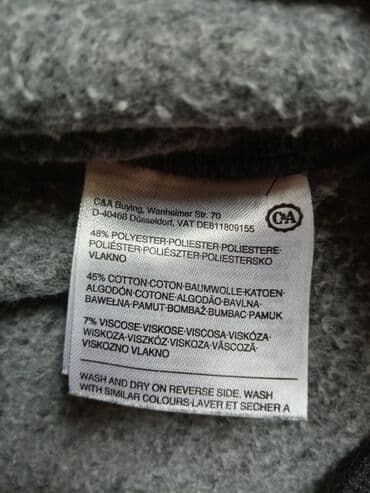 C&A Buying, Wanheimer Str. 70
D-40468 Düsseldorf, VAT DE811809155
C&A
48% POLYESTER·POLIESTER·POLIESTERE·
POLIÉSTER·POLIÉSZTER·POLIESTERSKO
VLAKNO
45% COTTON·COTON·BAUMWOLLE·KATOEN·
ALGODÓN·COTONE·ALGODÃO·BAVLNA·
BAWEŁNA·PAMUT·BOMBAŽ·BUMBAC·PAMUK
7% VISCOSE·VISKOSE·VISCOSA·VISKÓZA·
WISKOZA·VISZKÓZ·VISKOZA·VÂSCOZĂ·
VISKOZNO VLAKNO
WASH AND DRY ON REVERSE SIDE, WASH
WITH SIMILAR COLOURS·LAVER ET SECHER A